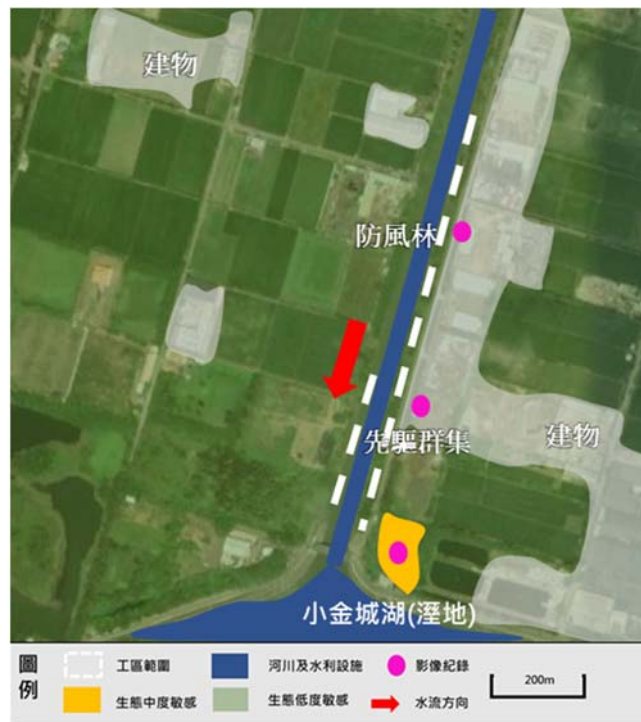 建物
防風林
先驅群集
建物
小金城湖(溼地)
圖例
工區範圍
河川及水利設施
影像紀錄
200m
生態中度敏感
生態低度敏感
水流方向